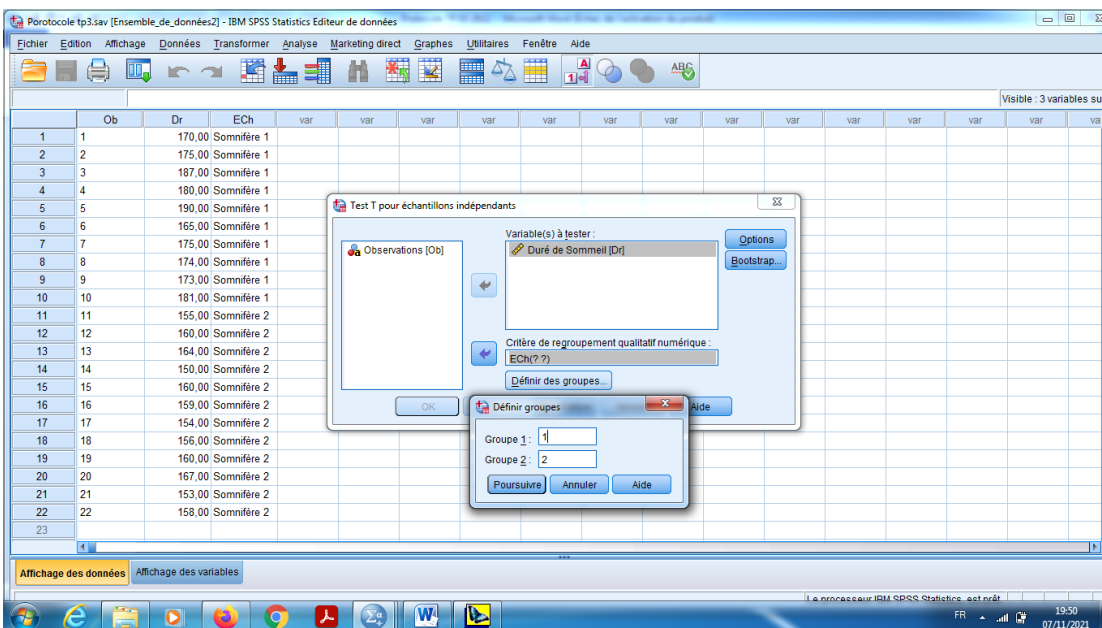 Porotocole tp3.sav [Ensemble_de_données2] - IBM SPSS Statistics Editeur de données
Fichier Edition Affichage Données Transformer Analyse Marketing direct Graphes Utilitaires Fenêtre Aide
Visible : 3 variables su
Ob Dr ECh var var var var var var var var var var var var va
1 1 170,00 Somnifère 1
2 2 175,00 Somnifère 1
3 3 187,00 Somnifère 1
4 4 180,00 Somnifère 1
5 5 190,00 Somnifère 1
6 6 165,00 Somnifère 1
7 7 175,00 Somnifère 1
8 8 174,00 Somnifère 1
9 9 173,00 Somnifère 1
10 10 181,00 Somnifère 1
11 11 155,00 Somnifère 2
12 12 160,00 Somnifère 2
13 13 164,00 Somnifère 2
14 14 150,00 Somnifère 2
15 15 160,00 Somnifère 2
16 16 159,00 Somnifère 2
17 17 154,00 Somnifère 2
18 18 156,00 Somnifère 2
19 19 160,00 Somnifère 2
20 20 167,00 Somnifère 2
21 21 153,00 Somnifère 2
22 22 158,00 Somnifère 2
23
Test T pour échantillons indépendants
Variable(s) à tester :
Observations [Ob]
Duré de Sommeil [Dr]
Options
Bootstrap...
Critère de regroupement qualitatif numérique :
ECh(? ?)
Définir des groupes...
OK
Aide
Définir groupes
Groupe 1 : 1
Groupe 2 : 2
Poursuivre Annuler Aide
Affichage des données Affichage des variables
Le processeur IBM SPSS Statistics est prêt
FR 19:50
07/11/2021